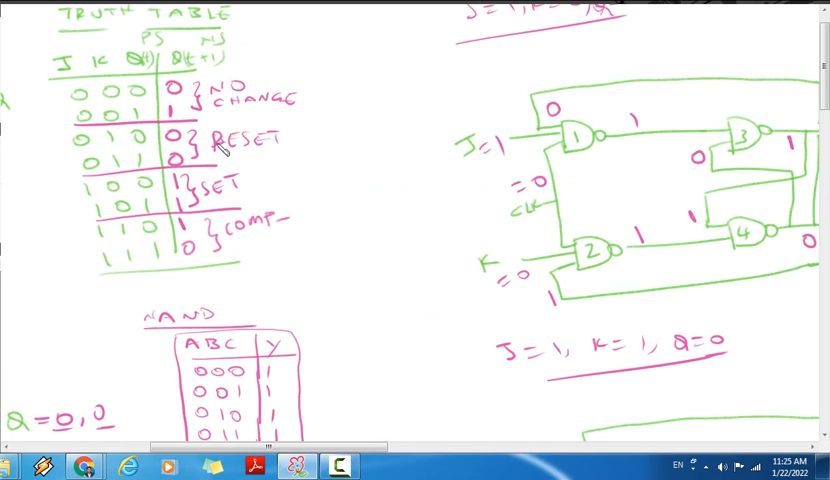 TRUTH TABLE
PS NS
J K Q(t) Q(t+1)
0 0 0 0 NO
0 0 1 1 CHANGE
0 1 0 0 RESET
0 1 1 0
1 0 0 1 SET
1 0 1 1
1 1 0 1 COMP-
1 1 1 0
NAND
A B C Y
0 0 0 1
0 0 1 1
0 1 0 1
0 1 1 1
Q = 0, 0
0
1
J=1
1
3
1
0
=0
CLK
1
1
2
4
0
K
=0
1
J=1, K=1, Q=0
EN
11:25 AM
1/22/2022